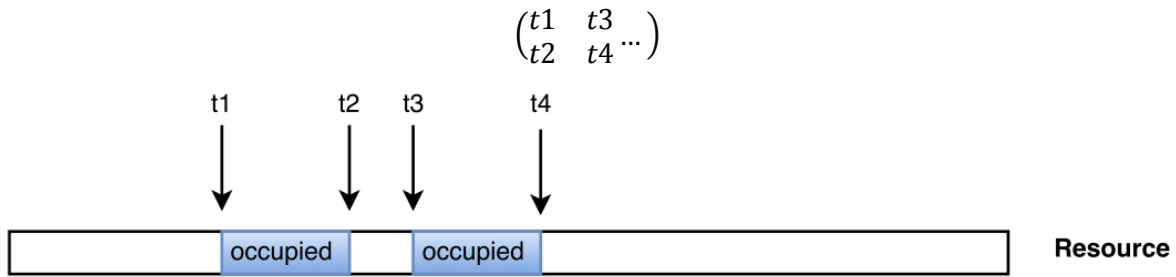 (t1 t3
t2 t4 ...)
t1 t2 t3 t4
occupied occupied Resource